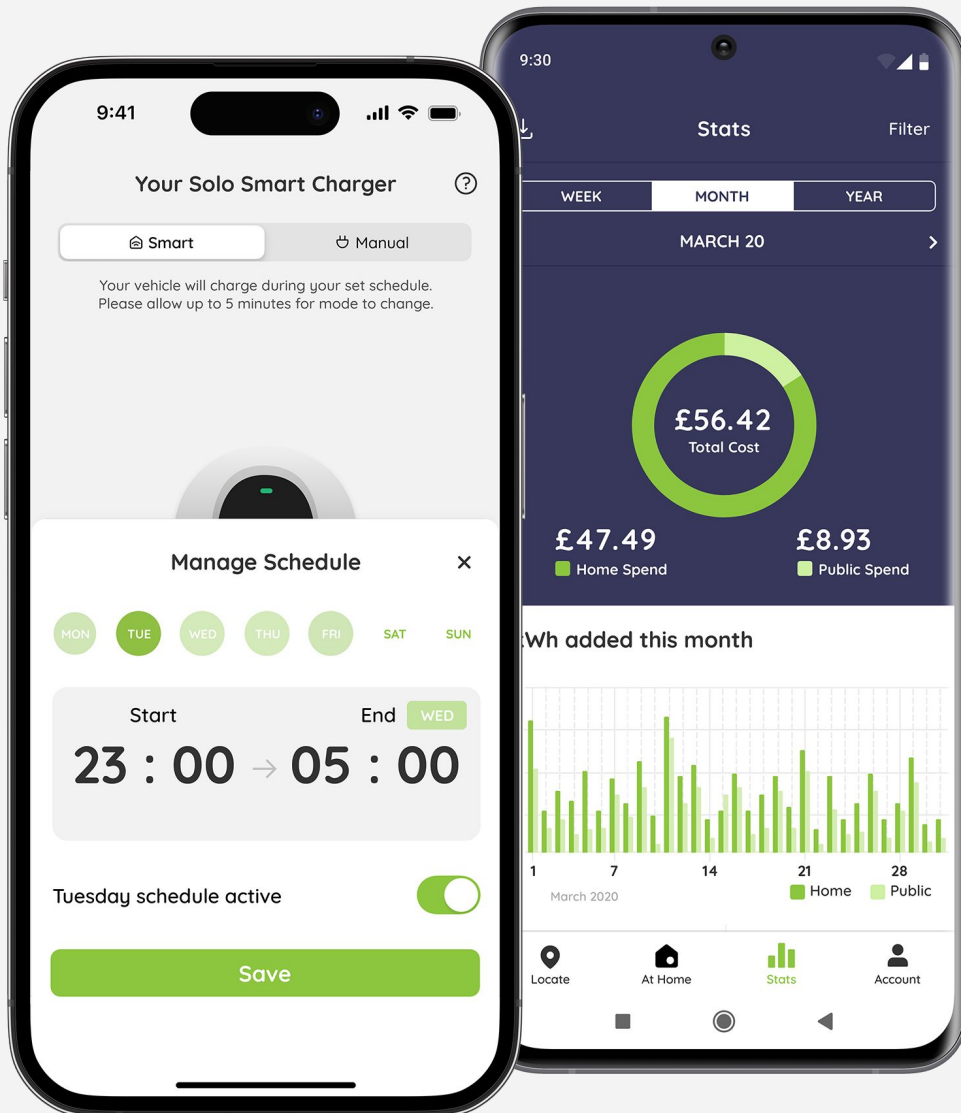 9:41
Your Solo Smart Charger
?
Smart
Manual
Your vehicle will charge during your set schedule.
Please allow up to 5 minutes for mode to change.
Manage Schedule
MON TUE WED THU FRI SAT SUN
Start
End WED
23 : 00 → 05 : 00
Tuesday schedule active
Save
9:30
Stats
Filter
WEEK MONTH YEAR
MARCH 20
£56.42
Total Cost
£47.49
Home Spend
£8.93
Public Spend
Wh added this month
1 7 14 21 28
March 2020
Home Public
Locate At Home Stats Account